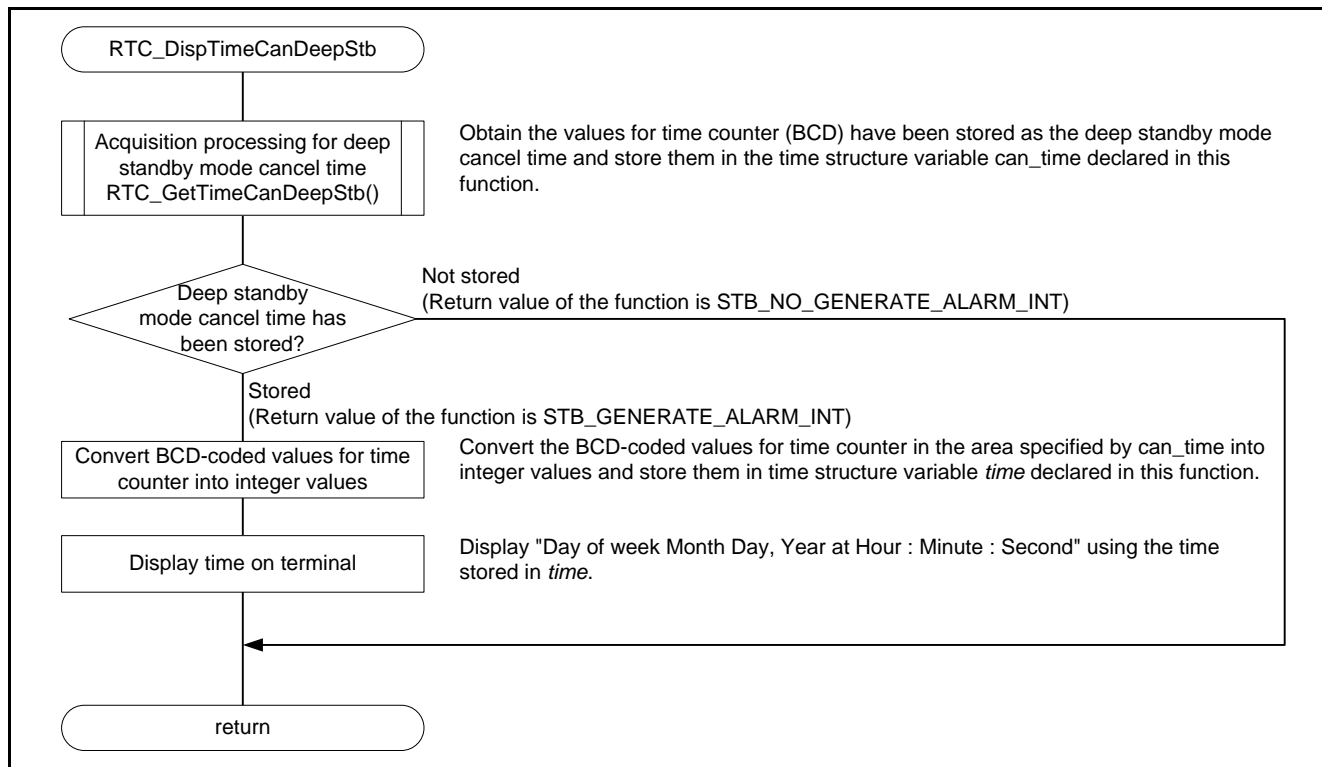 RTC_DispTimeCanDeepStb
Acquisition processing for deep
standby mode cancel time
RTC_GetTimeCanDeepStb()
Obtain the values for time counter (BCD) have been stored as the deep standby mode
cancel time and store them in the time structure variable can_time declared in this
function.
Deep standby
mode cancel time has
been stored?
Not stored
(Return value of the function is STB_NO_GENERATE_ALARM_INT)
Stored
(Return value of the function is STB_GENERATE_ALARM_INT)
Convert BCD-coded values for time
counter into integer values
Convert the BCD-coded values for time counter in the area specified by can_time into
integer values and store them in time structure variable time declared in this function.
Display time on terminal
Display "Day of week Month Day, Year at Hour : Minute : Second" using the time
stored in time.
return